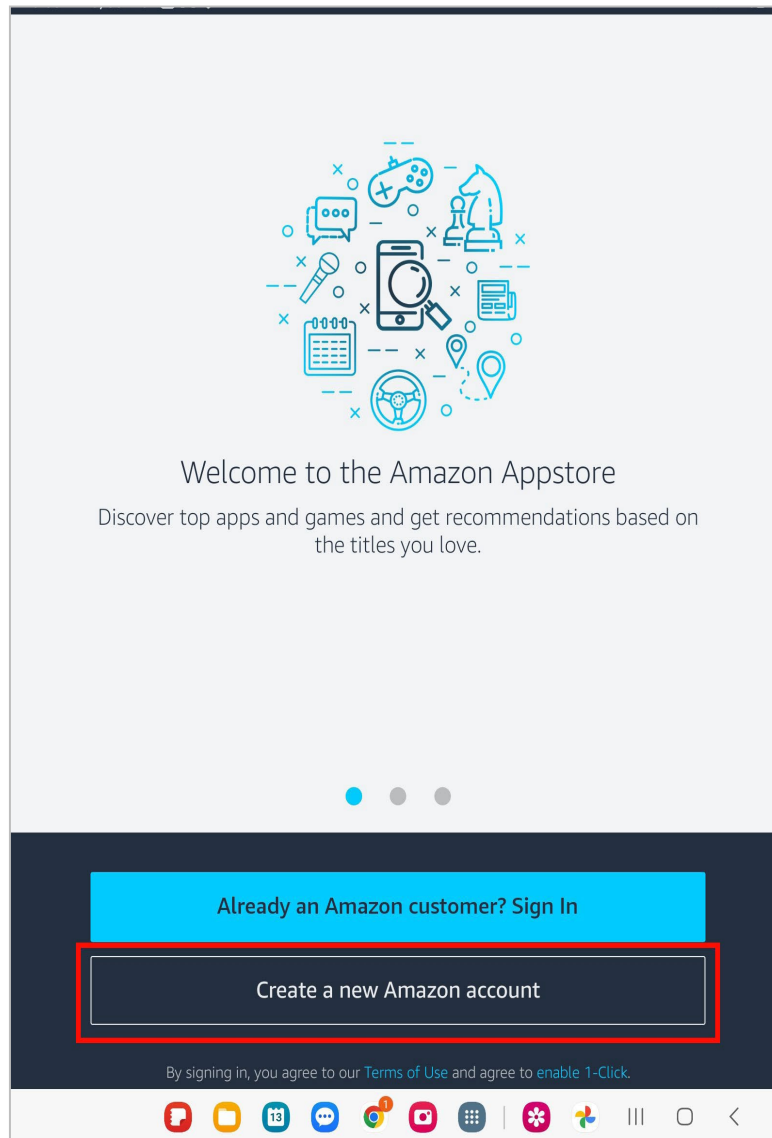 Welcome to the Amazon Appstore
Discover top apps and games and get recommendations based on
the titles you love.
Already an Amazon customer? Sign In
Create a new Amazon account
By signing in, you agree to our Terms of Use and agree to enable 1-Click.
13
1